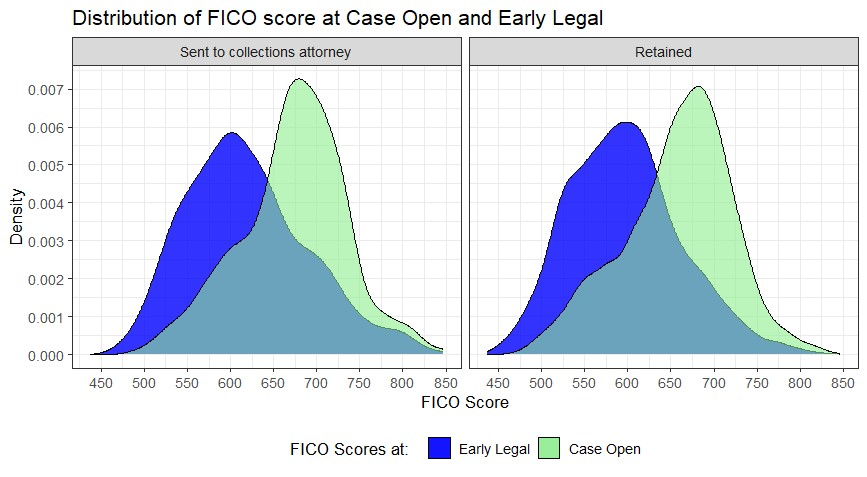 Distribution of FICO score at Case Open and Early Legal
Sent to collections attorney
Retained
Density
0.007
0.006
0.005
0.004
0.003
0.002
0.001
0.000
450 500 550 600 650 700 750 800 850
450 500 550 600 650 700 750 800 850
FICO Score
FICO Scores at: Early Legal Case Open